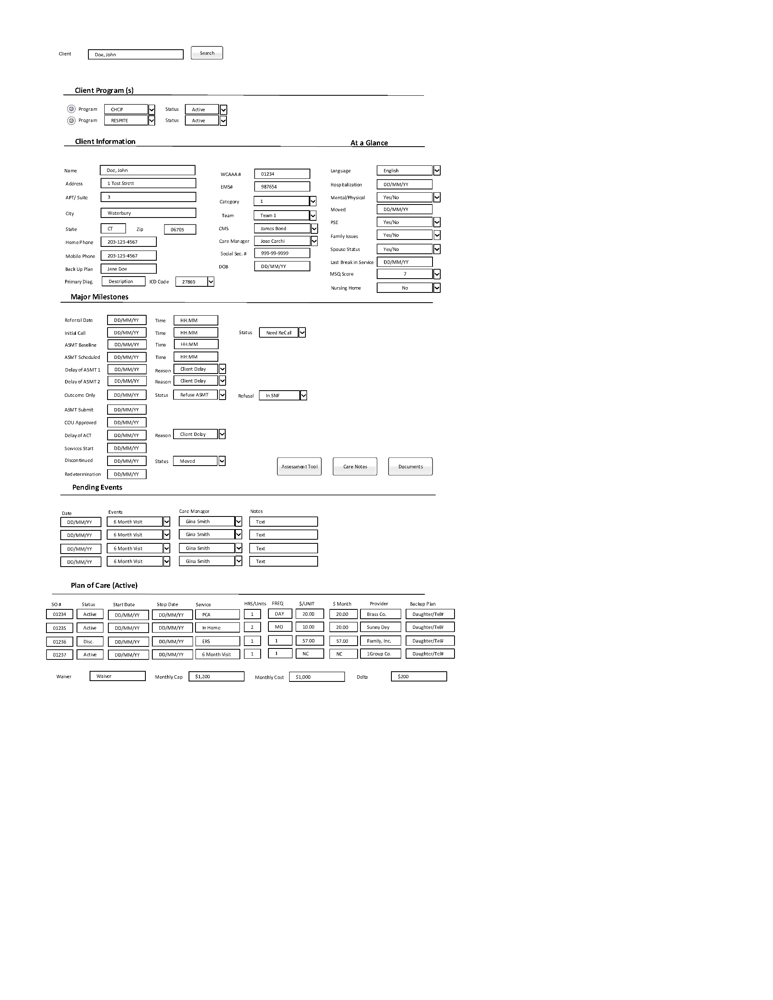 Client Doe, John Search
Client Program (s)
Program CHCP Status Active
Program RESPITE Status Active
Client Information At a Glance
Name Doe, John WCAAA # 01234 Language English
Address 1 Test Strett EMS# 987654 Hospitalization DD/MM/YY
APT/ Suite 3 Category 1 Mental/Physical Yes/No
City Waterbury Team Team 1 Moved DD/MM/YY
State CT Zip 06705 CMS James Bond PSE Yes/No
Home Phone 203-123-4567 Care Manager Jose Carchi Family Issues Yes/No
Mobile Phone 203-123-4567 Social Sec. # 999-99-9999 Spouse Status Yes/No
Back Up Plan Jane Doe DOB DD/MM/YY Last Break in Service DD/MM/YY
Primary Diag. Description ICD Code 27869 MSQ Score 7
Nursing Home No
Major Milestones
Referral Date DD/MM/YY Time HH:MM
Initial Call DD/MM/YY Time HH:MM Status Need ReCall
ASMT Baseline DD/MM/YY Time HH:MM
ASMT Scheduled DD/MM/YY Time HH:MM
Delay of ASMT 1 DD/MM/YY Reason Client Delay
Delay of ASMT 2 DD/MM/YY Reason Client Delay
Outcome Only DD/MM/YY Status Refuse ASMT Refusal In SNF
ASMT Submit DD/MM/YY
COU Approved DD/MM/YY
Delay of ACT DD/MM/YY Reason Client Delay
Services Start DD/MM/YY
Discontinued DD/MM/YY Status Moved Assessment Tool Care Notes Documents
Redetermination DD/MM/YY
Pending Events
Date Events Care Manager Notes
DD/MM/YY 6 Month Visit Gina Smith Text
DD/MM/YY 6 Month Visit Gina Smith Text
DD/MM/YY 6 Month Visit Gina Smith Text
DD/MM/YY 6 Month Visit Gina Smith Text
Plan of Care (Active)
SO # Status Start Date Stop Date Service HRS/Units FREQ $/UNIT $ Month Provider Backup Plan
01234 Active DD/MM/YY DD/MM/YY PCA 1 DAY 20.00 20.00 Brass Co. Daughter/Tel#
01235 Active DD/MM/YY DD/MM/YY In Home 2 MO 10.00 20.00 Sunny Day Daughter/Tel#
01236 Disc. DD/MM/YY DD/MM/YY ERS 1 1 57.00 57.00 Family, Inc. Daughter/Tel#
01237 Active DD/MM/YY DD/MM/YY 6 Month Visit 1 1 NC NC 1Group Co. Daughter/Tel#
Waiver Waiver Monthly Cap $1,200 Monthly Cost $1,000 Delta $200